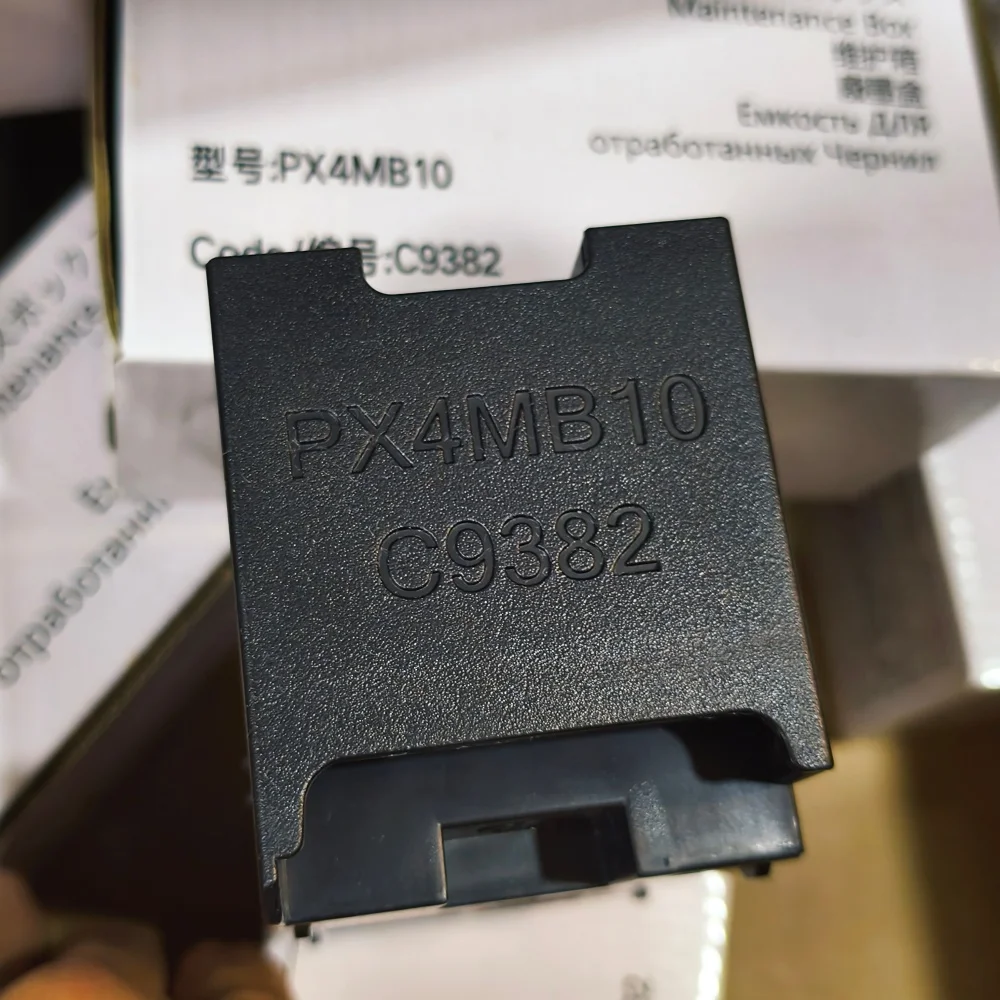 Maintenance Box
维护箱
廢墨盒
Емкость Для
отработанных Чернил
型号:PX4MB10
Code/编号:C9382
PX4MB10
C9382
отработанн